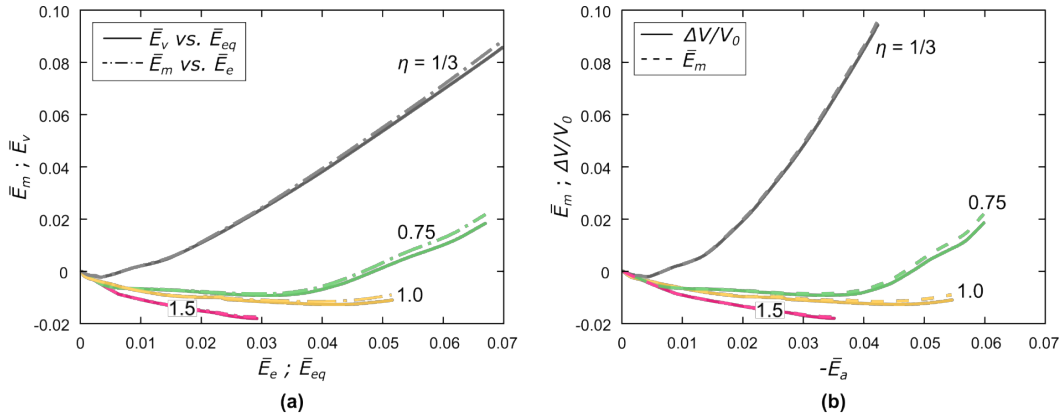 Ē_v vs. Ē_eq
Ē_m vs. Ē_e
η = 1/3
0.75
1.0
1.5
0.10
0.08
0.06
0.04
0.02
0
-0.02
Ē_m ; Ē_v
0 0.01 0.02 0.03 0.04 0.05 0.06 0.07
Ē_e ; Ē_eq
(a)
ΔV/V_0
Ē_m
η = 1/3
0.75
1.0
1.5
0.10
0.08
0.06
0.04
0.02
0
-0.02
Ē_m ; ΔV/V_0
0 0.01 0.02 0.03 0.04 0.05 0.06 0.07
-Ē_a
(b)